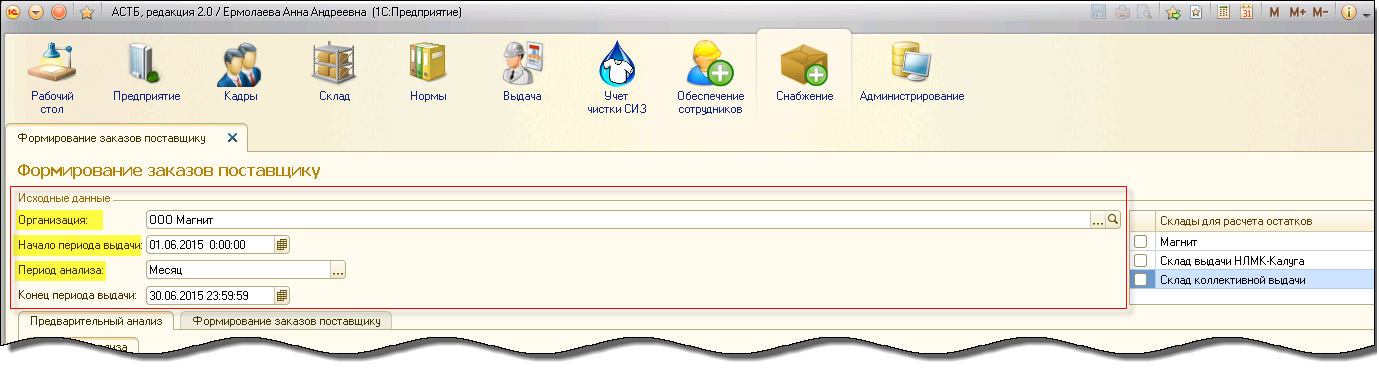 АСТБ, редакция 2.0 / Ермолаева Анна Андреевна (1С:Предприятие)
M M+ M-
Рабочий стол
Предприятие
Кадры
Склад
Нормы
Выдача
Учет чистки СИЗ
Обеспечение сотрудников
Снабжение
Администрирование
Формирование заказов поставщику
Формирование заказов поставщику
Исходные данные
Организация: ООО Магнит
Начало периода выдачи: 01.06.2015 0:00:00
Период анализа: Месяц
Конец периода выдачи: 30.06.2015 23:59:59
Склады для расчета остатков
Магнит
Склад выдачи НЛМК-Калуга
Склад коллективной выдачи
Предварительный анализ
Формирование заказов поставщику